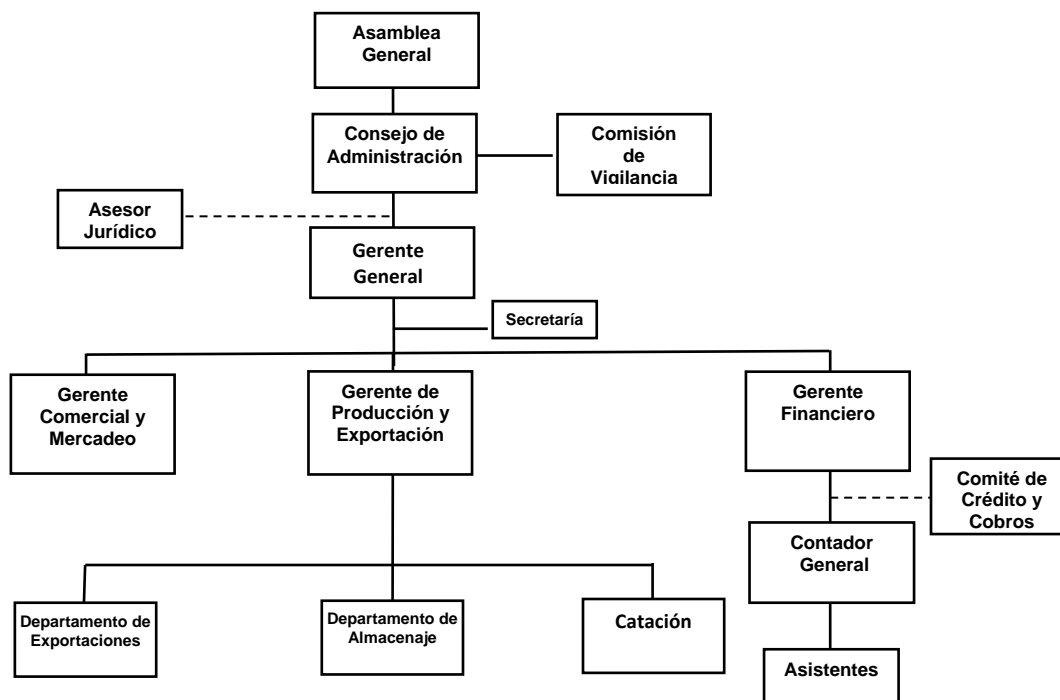 Asamblea
General
Consejo de
Administración
Comisión
de
Vigilancia
Asesor
Jurídico
Gerente
General
Secretaría
Gerente
Comercial y
Mercadeo
Gerente de
Producción y
Exportación
Gerente
Financiero
Comité de
Crédito y
Cobros
Contador
General
Departamento de
Exportaciones
Departamento de
Almacenaje
Catación
Asistentes